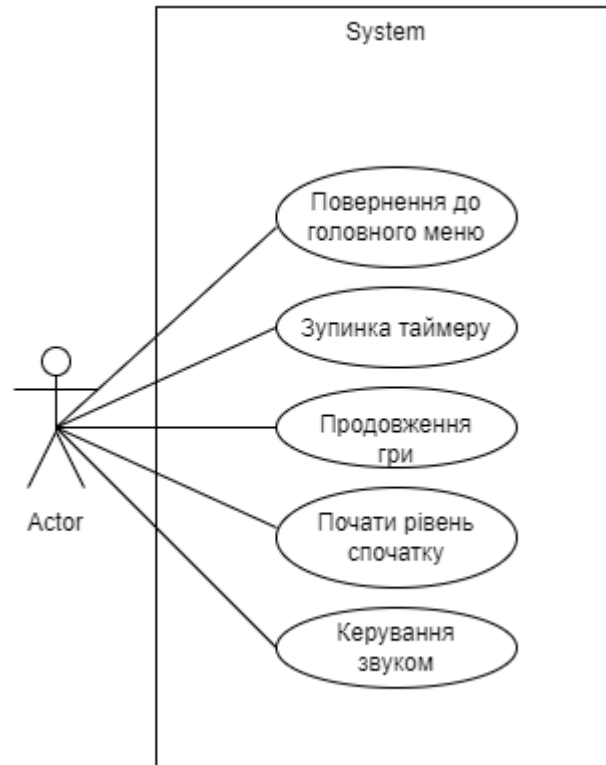 System
Повернення до
головного меню
Зупинка таймеру
Продовження
гри
Actor
Почати рівень
спочатку
Керування
звуком